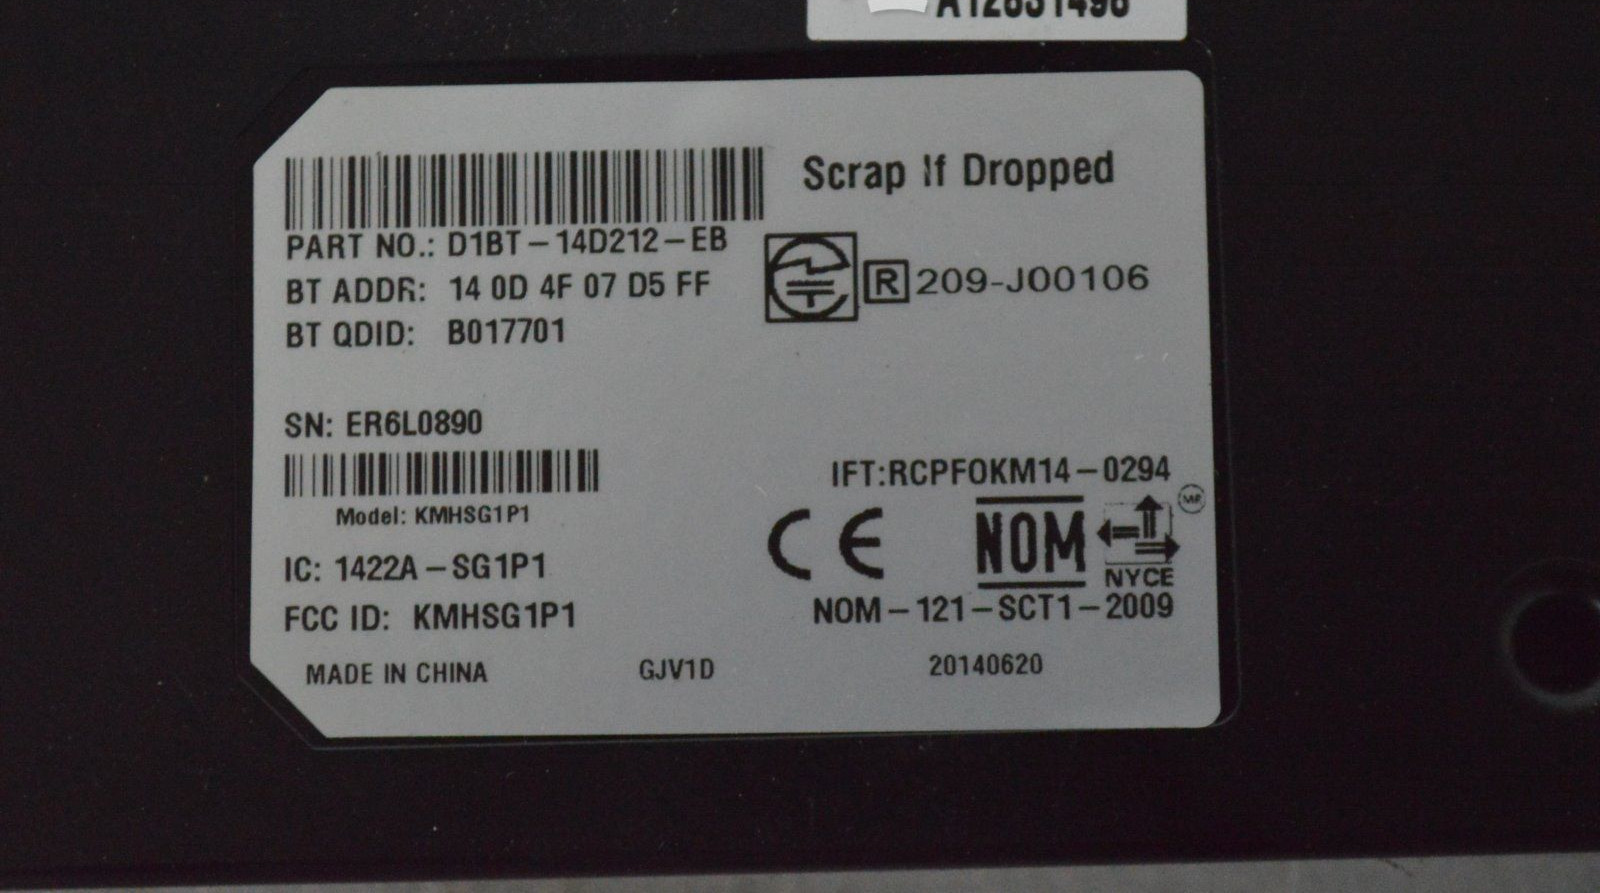 Scrap If Dropped
PART NO.: D1BT-14D212-EB
BT ADDR: 14 0D 4F 07 D5 FF
R 209-J00106
BT QDID: B017701
SN: ER6L0890
IFT:RCPFOKM14-0294
Model: KMHSG1P1
CE NOM NYCE
IC: 1422A-SG1P1
FCC ID: KMHSG1P1
NOM-121-SCT1-2009
MADE IN CHINA GJV1D 20140620